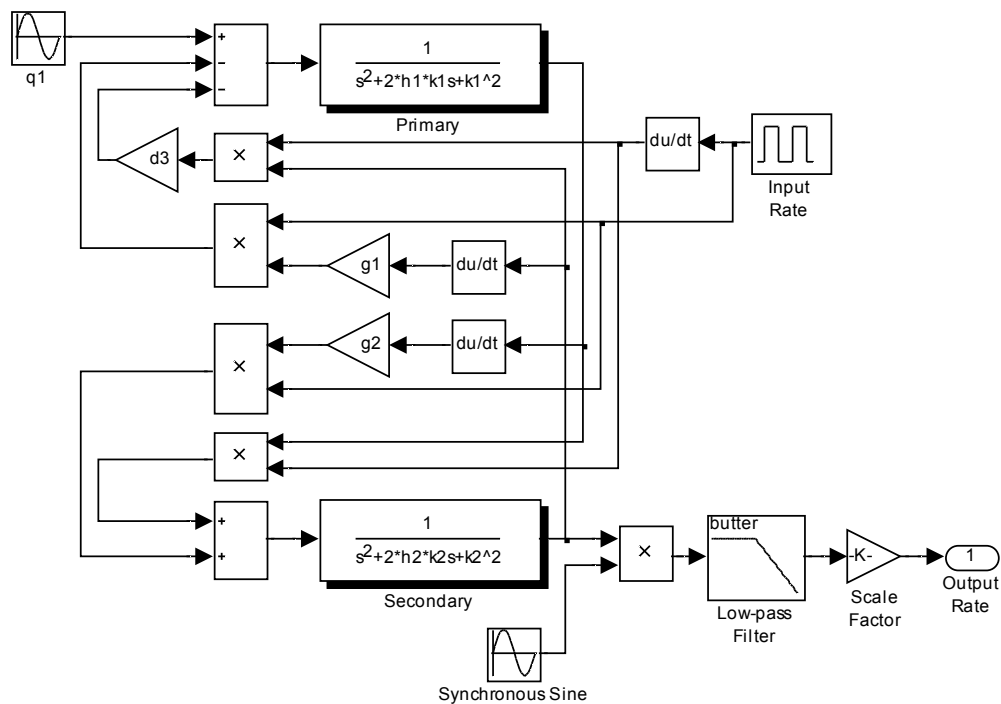 q1
+
−
−
1
s²+2*h1*k1s+k1^2
Primary
d3
×
du/dt
Input
Rate
×
g1
du/dt
×
g2
du/dt
×
+
+
1
s²+2*h2*k2s+k2^2
Secondary
×
butter
Low-pass
Filter
-K-
Scale
Factor
1
Output
Rate
Synchronous Sine